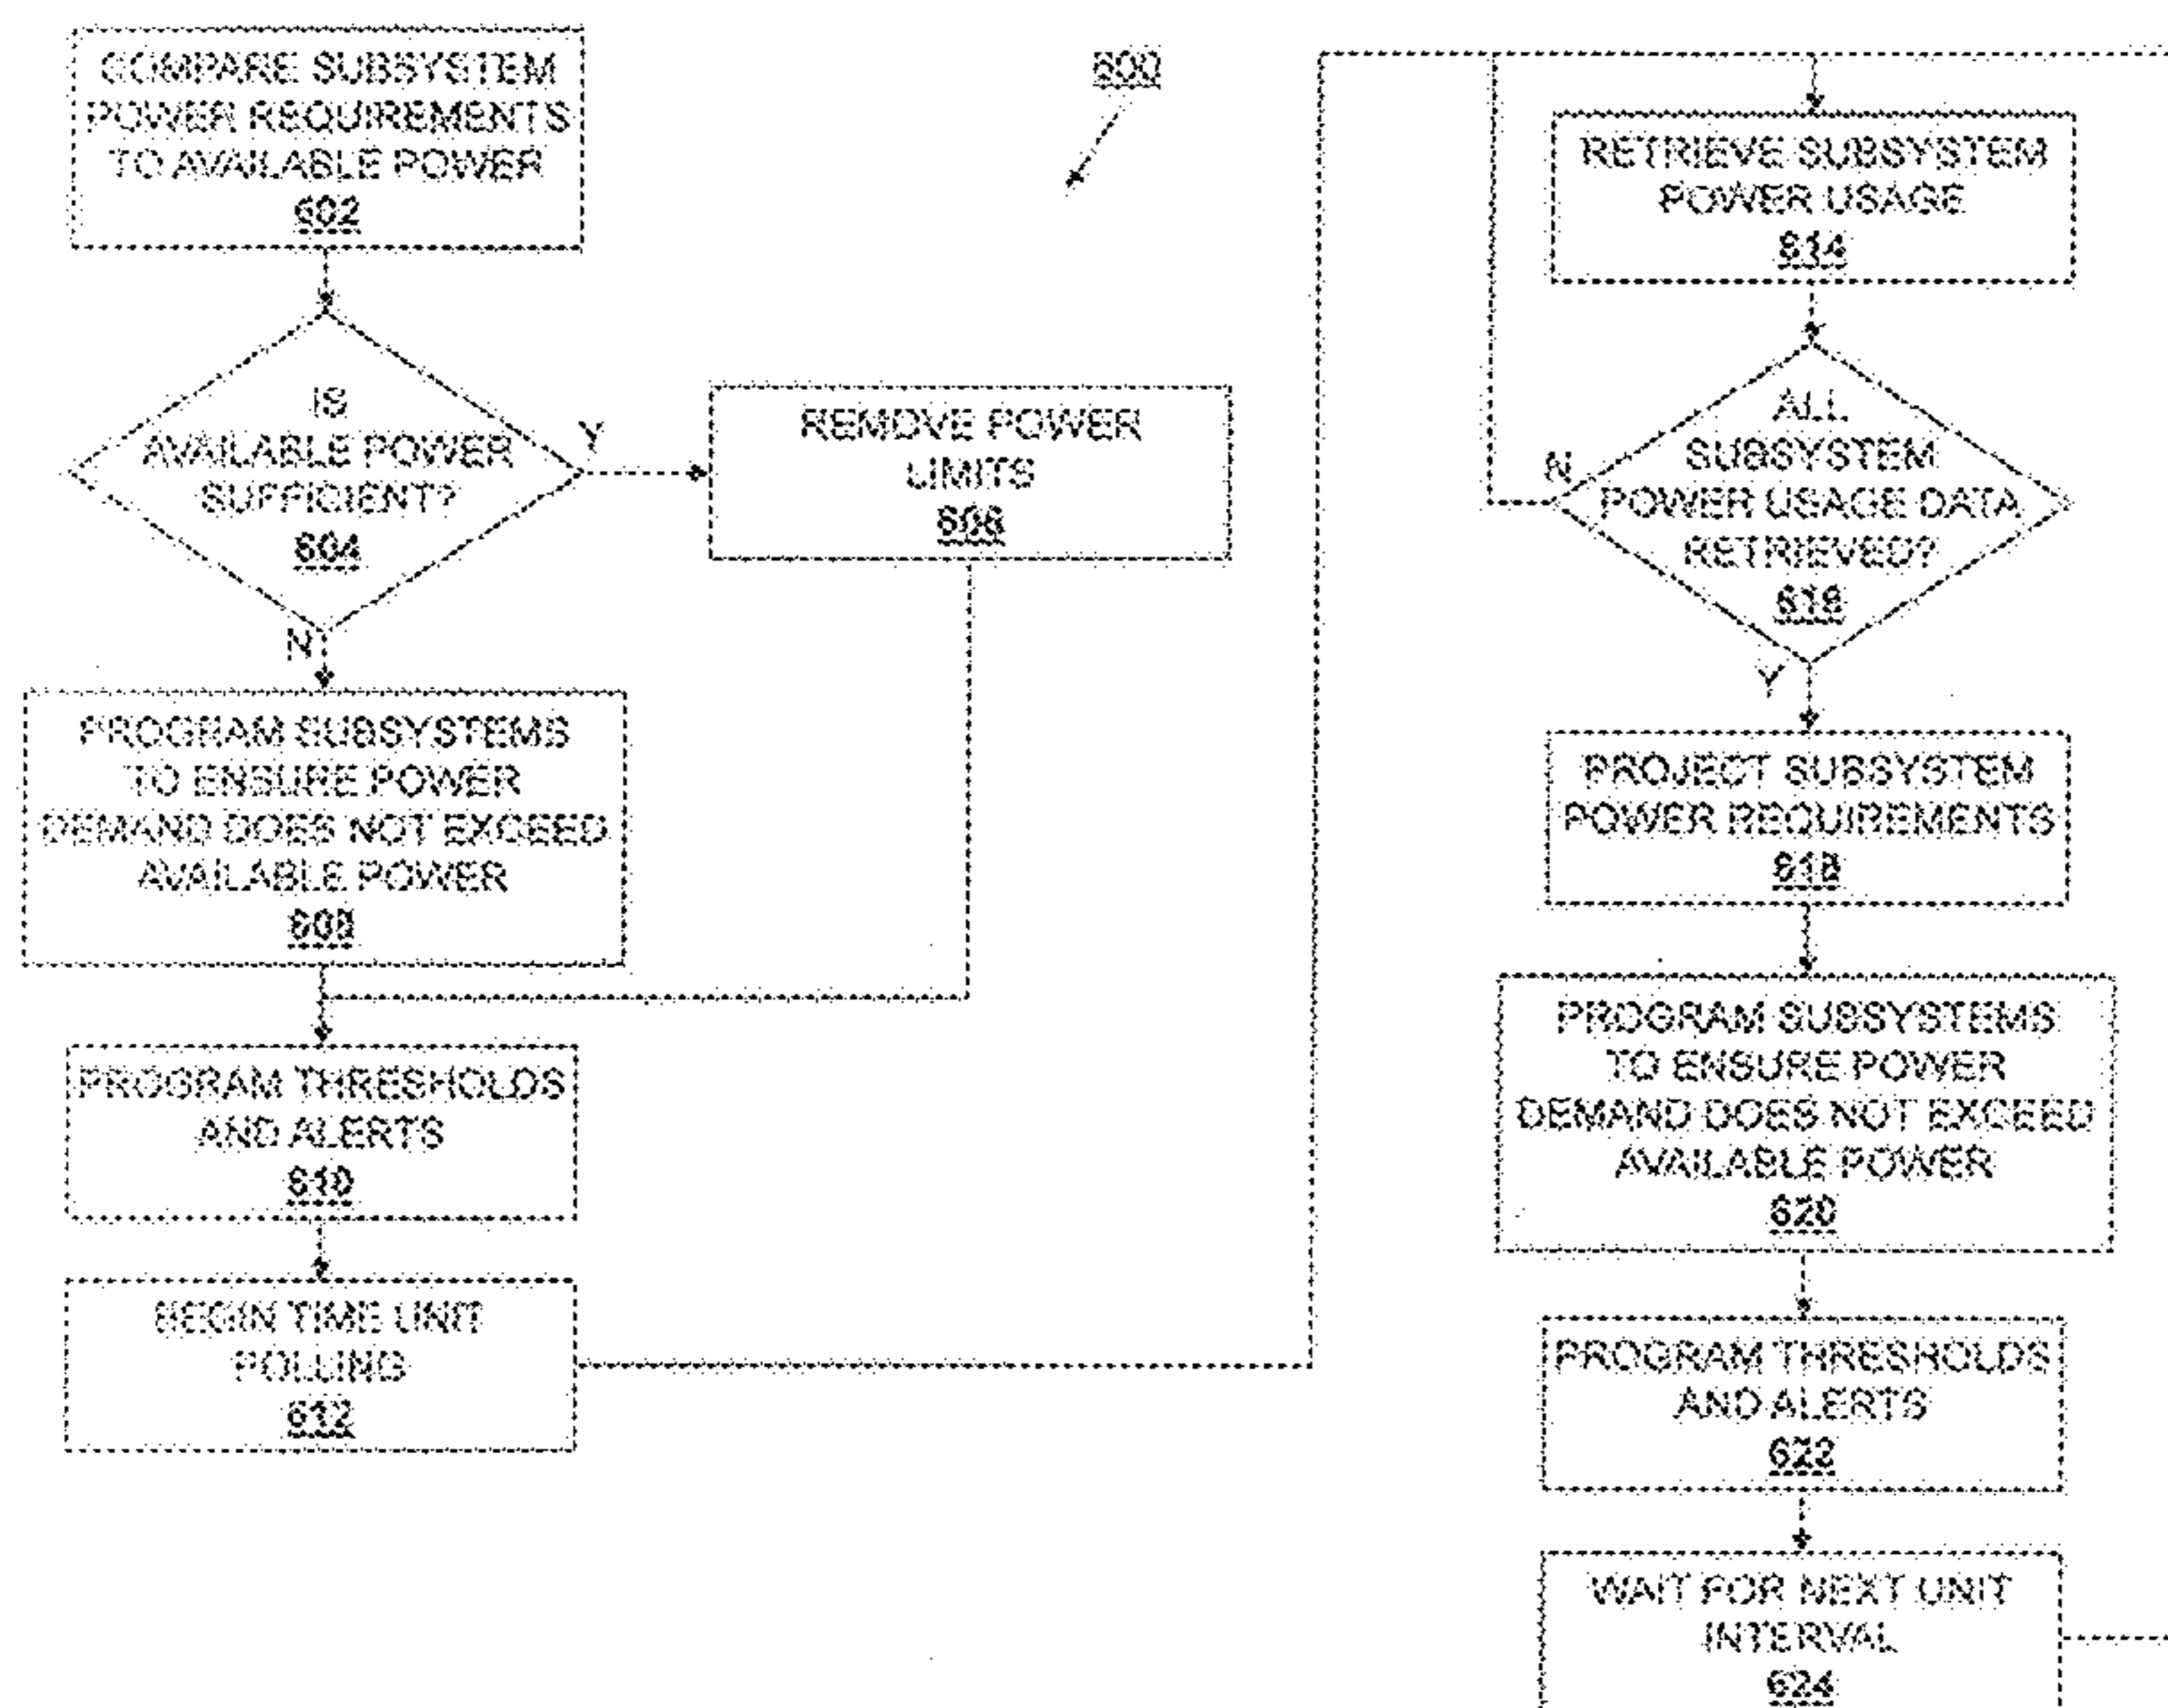 COMPARE SUBSYSTEM
POWER REQUIREMENTS
TO AVAILABLE POWER
602
IS
AVAILABLE POWER
SUFFICIENT?
604
Y
N
REMOVE POWER
LIMITS
606
PROGRAM SUBSYSTEMS
TO ENSURE POWER
DEMAND DOES NOT EXCEED
AVAILABLE POWER
608
PROGRAM THRESHOLDS
AND ALERTS
610
BEGIN TIME UNIT
POLLING
612
600
RETRIEVE SUBSYSTEM
POWER USAGE
614
ALL
SUBSYSTEM
POWER USAGE DATA
RETRIEVED?
616
N
Y
PROJECT SUBSYSTEM
POWER REQUIREMENTS
618
PROGRAM SUBSYSTEMS
TO ENSURE POWER
DEMAND DOES NOT EXCEED
AVAILABLE POWER
620
PROGRAM THRESHOLDS
AND ALERTS
622
WAIT FOR NEXT UNIT
INTERVAL
624